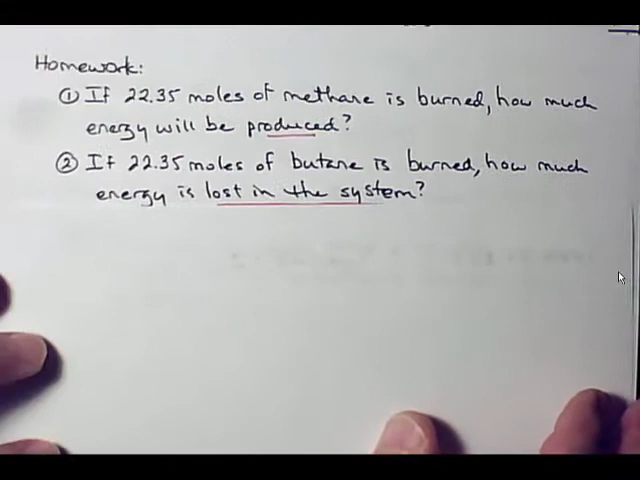 Homework:
① If 22.35 moles of methane is burned, how much
energy will be produced?
② If 22.35 moles of butane is burned, how much
energy is lost in the system?